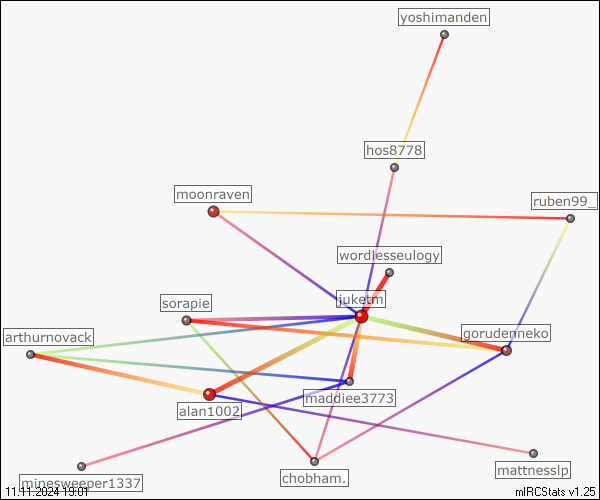 yoshimanden
hos8778
moonraven
ruben99_
wordlesseulogy
juketm
sorapie
gorudenneko
arthurnovack
maddiee3773
alan1002
chobham.
mattnesslp
minesweeper1337
11.11.2024 19:01
mIRCStats v1.25